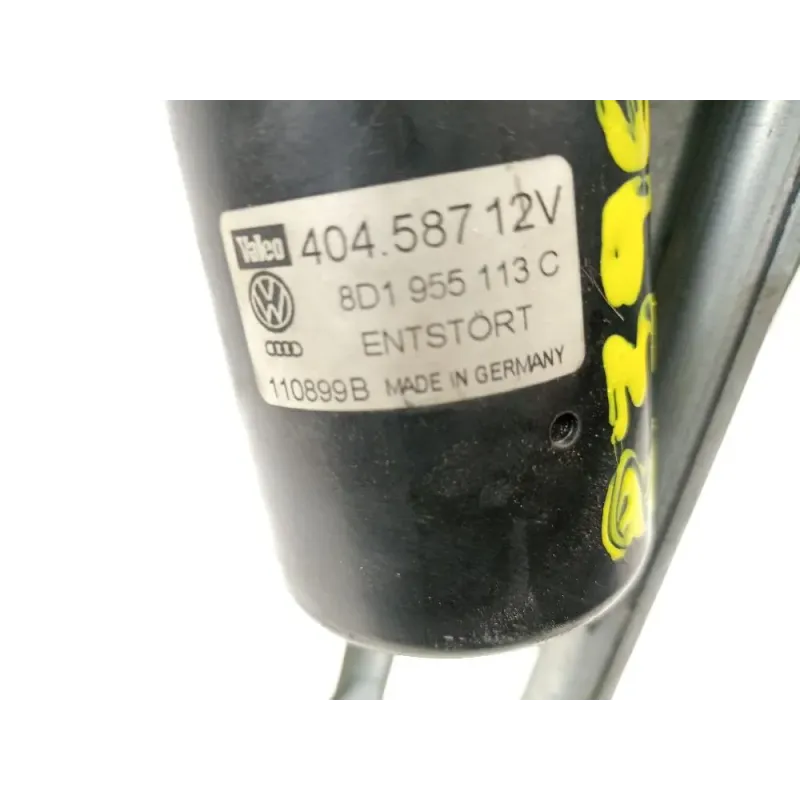 Valeo 404.587 12V
8D1 955 113 C
ENTSTÖRT
110899B MADE IN GERMANY